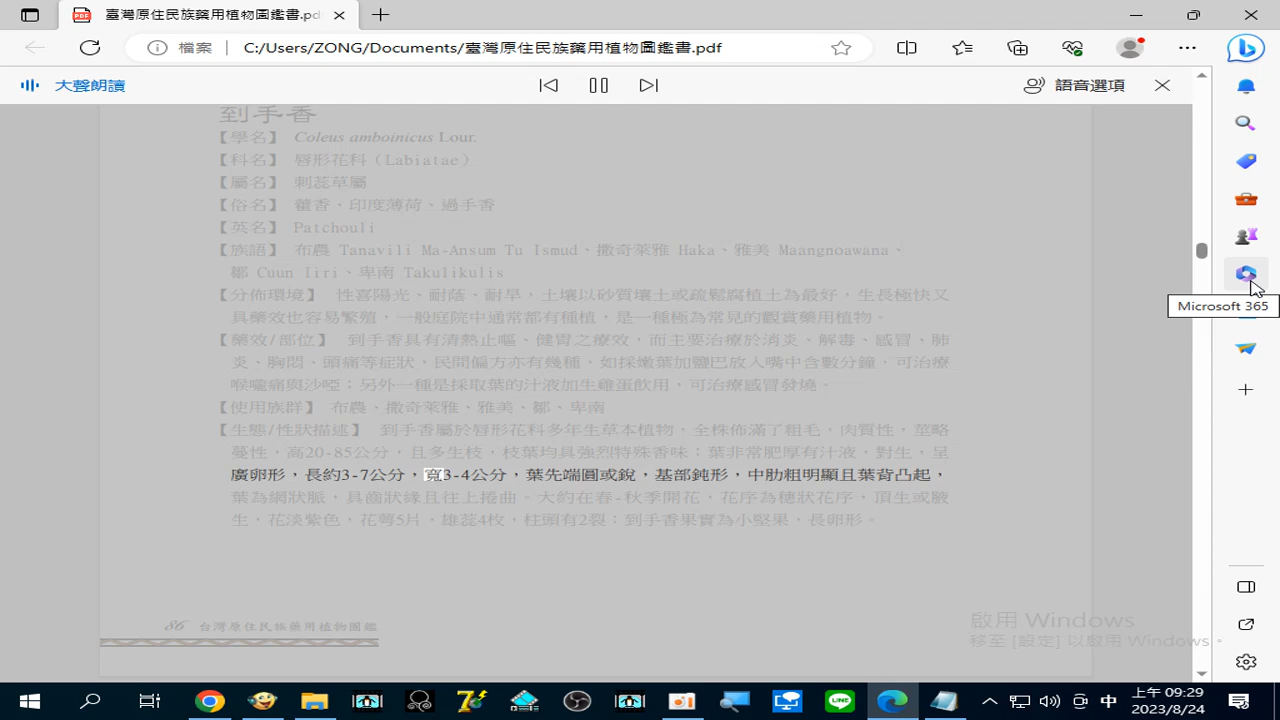 臺灣原住民族藥用植物圖鑑書.pd
檔案 C:/Users/ZONG/Documents/臺灣原住民族藥用植物圖鑑書.pdf
大聲朗讀
語音選項
到手香
【學名】 Coleus amboinicus Lour.
【科名】 唇形花科（Labiatae）
【屬名】 刺蕊草屬
【俗名】 藿香、印度薄荷、過手香
【英名】 Patchouli
【族語】 布農 Tanavili Ma-Ansum Tu Ismud、撒奇萊雅 Haka、雅美 Maangnoawana、
鄒 Cuun Iiri、卑南 Takulikulis
【分佈環境】 性喜陽光、耐蔭、耐旱，土壤以砂質壤土或疏鬆腐植土為最好，生長極快又
具藥效也容易繁殖，一般庭院中通常都有種植，是一種極為常見的觀賞藥用植物。
【藥效/部位】 到手香具有清熱止嘔、健胃之療效，而主要治療於消炎、解毒、感冒、肺
炎、胸悶、頭痛等症狀，民間偏方亦有幾種，如採嫩葉加鹽巴放入嘴中含數分鐘，可治療
喉嚨痛與沙啞；另外一種是採取葉的汁液加生雞蛋飲用，可治療感冒發燒。
【使用族群】 布農、撒奇萊雅、雅美、鄒、卑南
【生態/性狀描述】 到手香屬於唇形花科多年生草本植物，全株佈滿了粗毛，肉質性，莖略
蔓性，高20-85公分，且多生枝，枝葉均具強烈特殊香味；葉非常肥厚有汁液，對生，呈
廣卵形，長約3-7公分，寬3-4公分，葉先端圓或銳，基部鈍形，中肋粗明顯且葉背凸起，
葉為網狀脈，具齒狀緣且往上捲曲。大約在春-秋季開花，花序為穗狀花序，頂生或腋
生，花淡紫色，花萼5片，雄蕊4枚，柱頭有2裂；到手香果實為小堅果，長卵形。
86 台灣原住民族藥用植物圖鑑
Microsoft 365
啟用 Windows
移至 [設定] 以啟用 Windows。
中
上午 09:29
2023/8/24